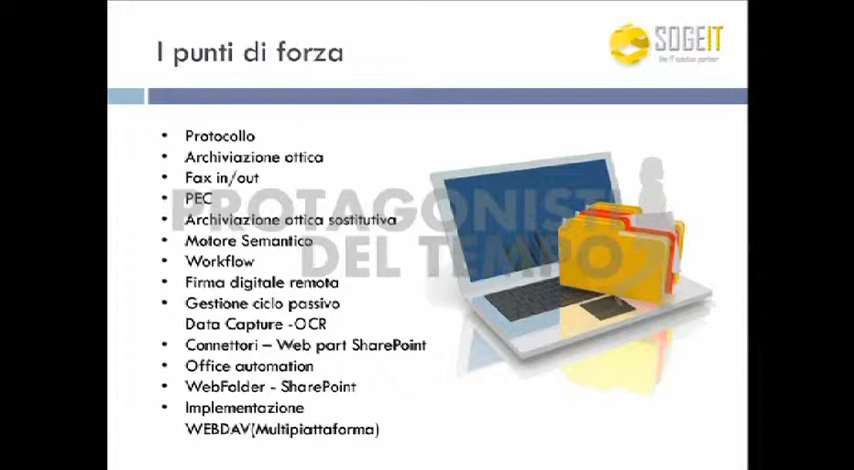 I punti di forza
SOGEIT
the IT solution partner
• Protocollo
• Archiviazione ottica
• Fax in/out
• PEC
• Archiviazione ottica sostitutiva
• Motore Semantico
• Workflow
• Firma digitale remota
• Gestione ciclo passivo
Data Capture -OCR
• Connettori – Web part SharePoint
• Office automation
• WebFolder - SharePoint
• Implementazione
WEBDAV(Multipiattaforma)
PROTAGONISTI
DEL TEMPO